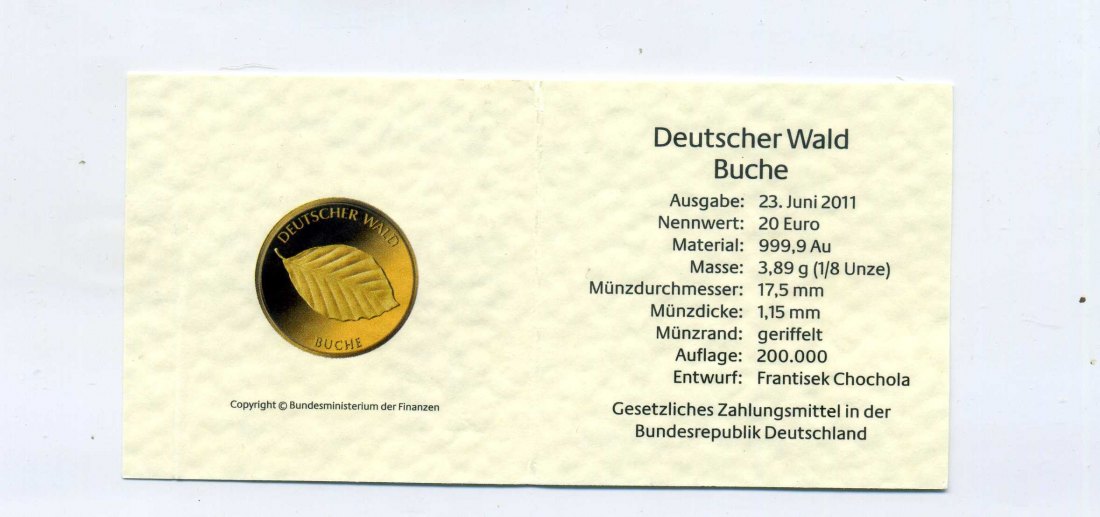 DEUTSCHER WALD
BUCHE
Copyright © Bundesministerium der Finanzen
Deutscher Wald
Buche
Ausgabe: 23. Juni 2011
Nennwert: 20 Euro
Material: 999,9 Au
Masse: 3,89 g (1/8 Unze)
Münzdurchmesser: 17,5 mm
Münzdicke: 1,15 mm
Münzrand: geriffelt
Auflage: 200.000
Entwurf: Frantisek Chochola
Gesetzliches Zahlungsmittel in der
Bundesrepublik Deutschland